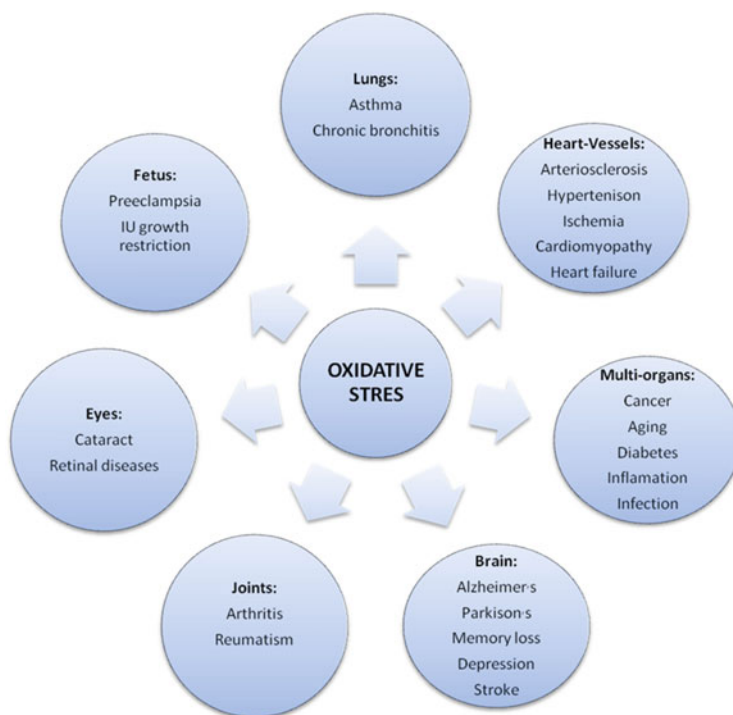 Lungs:
Asthma
Chronic bronchitis
Heart-Vessels:
Arteriosclerosis
Hypertenison
Ischemia
Cardiomyopathy
Heart failure
Multi-organs:
Cancer
Aging
Diabetes
Inflamation
Infection
Brain:
Alzheimer·s
Parkison·s
Memory loss
Depression
Stroke
Joints:
Arthritis
Reumatism
Eyes:
Cataract
Retinal diseases
Fetus:
Preeclampsia
IU growth
restriction
OXIDATIVE
STRES